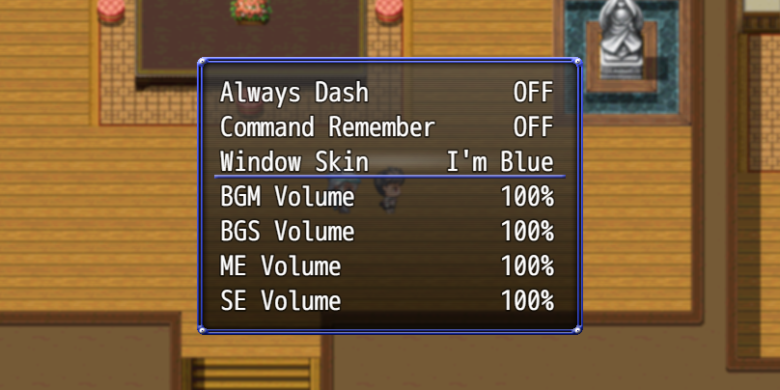 Always Dash OFF
Command Remember OFF
Window Skin I'm Blue
BGM Volume 100%
BGS Volume 100%
ME Volume 100%
SE Volume 100%